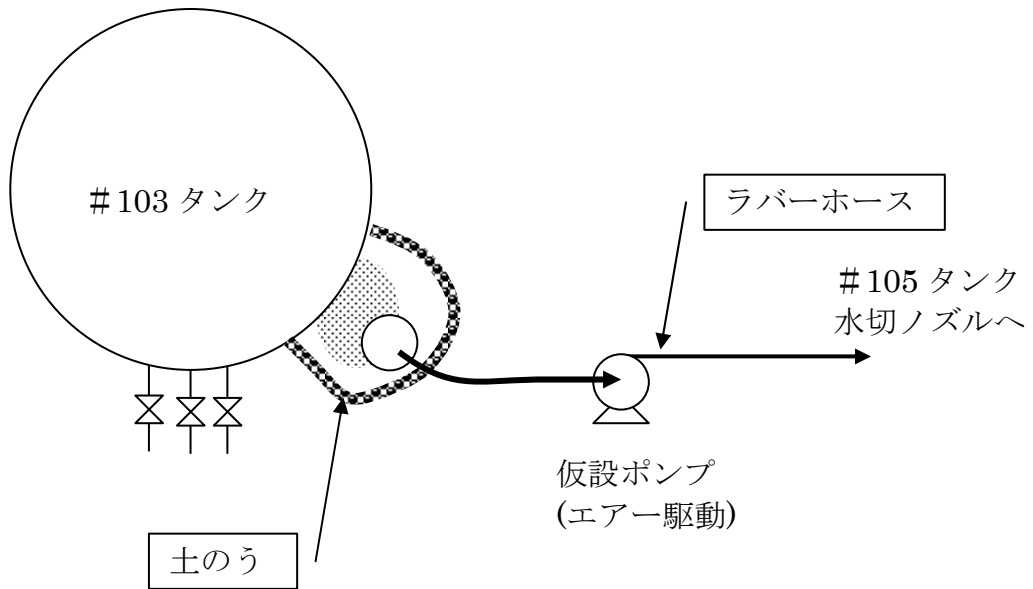 ＃103 タンク
ラバーホース
＃105 タンク
水切ノズルへ
仮設ポンプ
(エアー駆動)
土のう